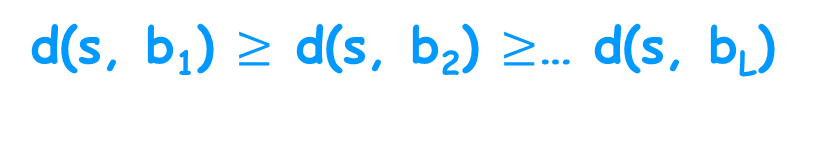 d(s, b₁) ≥ d(s, b₂) ≥… d(s, b_L)